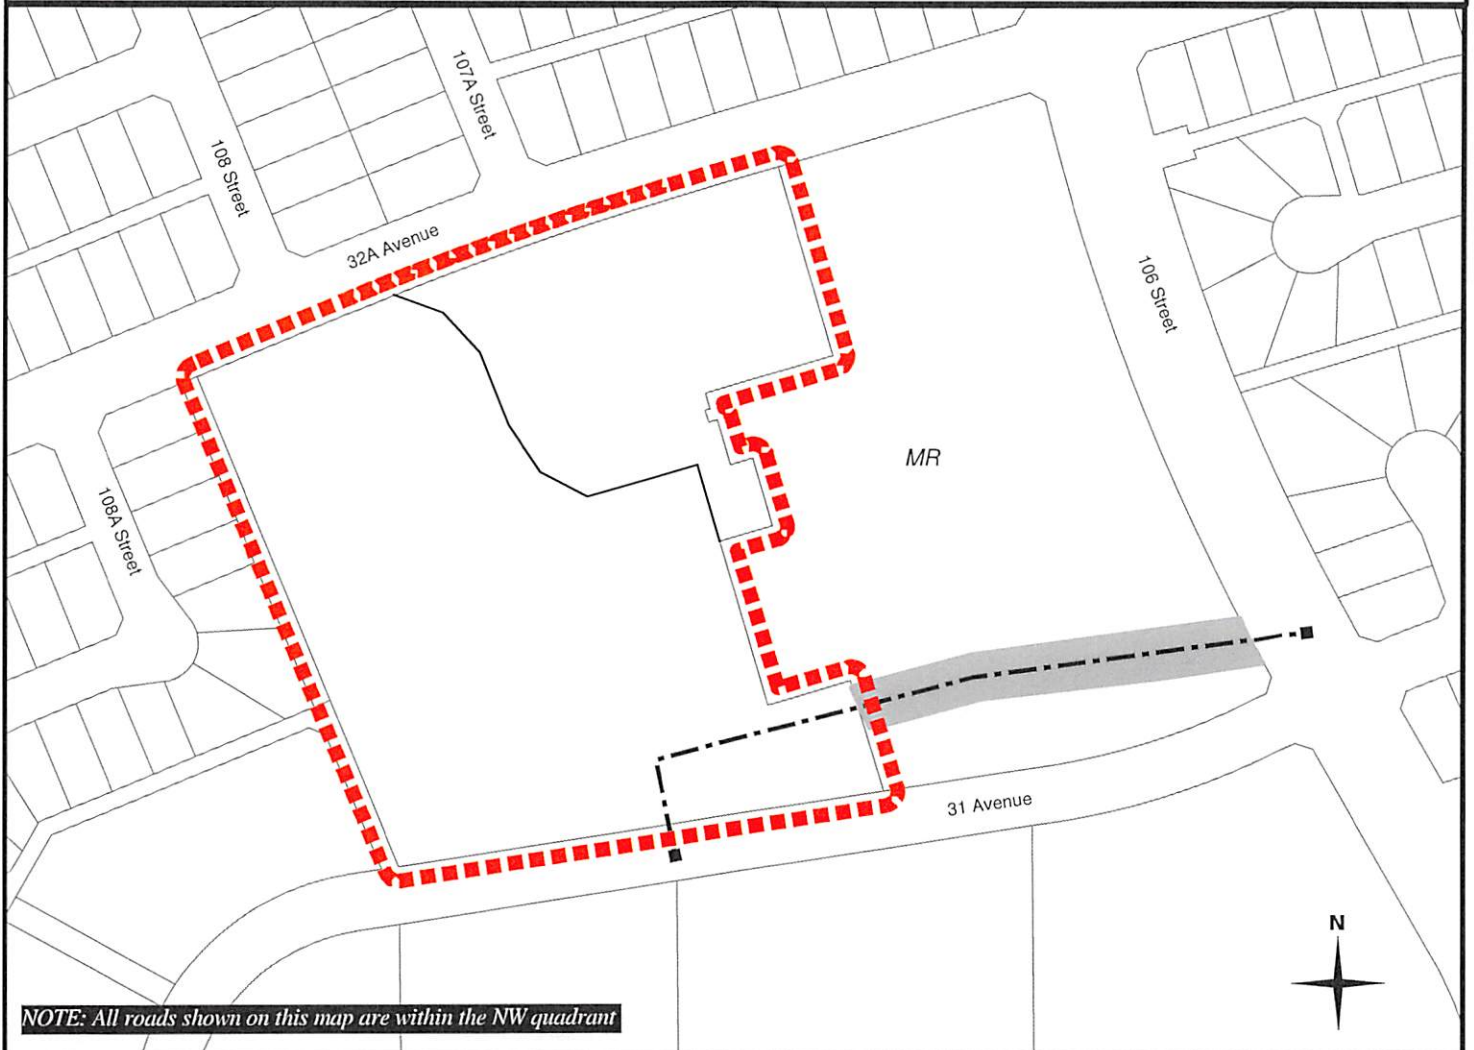 107A Street
108 Street
32A Avenue
106 Street
MR
108A Street
31 Avenue
N
NOTE: All roads shown on this map are within the NW quadrant